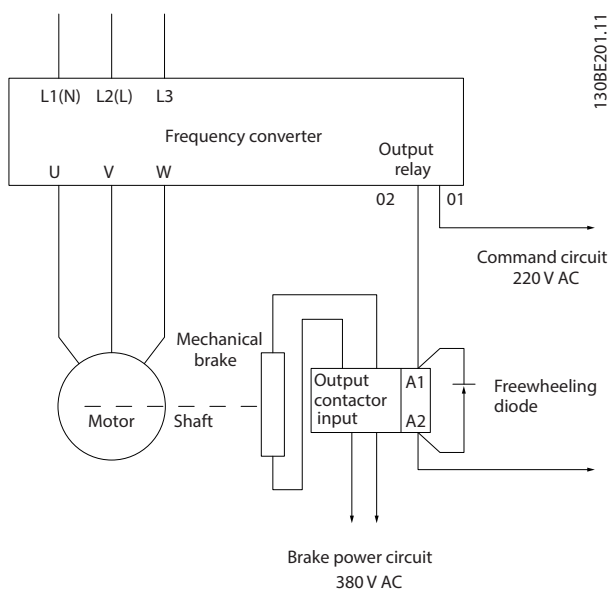 130BE201.11
L1(N) L2(L) L3
Frequency converter
Output
relay
U V W
02 01
Command circuit
220 V AC
Mechanical
brake
Output
contactor
input
A1
A2
Freewheeling
diode
Motor
Shaft
Brake power circuit
380 V AC